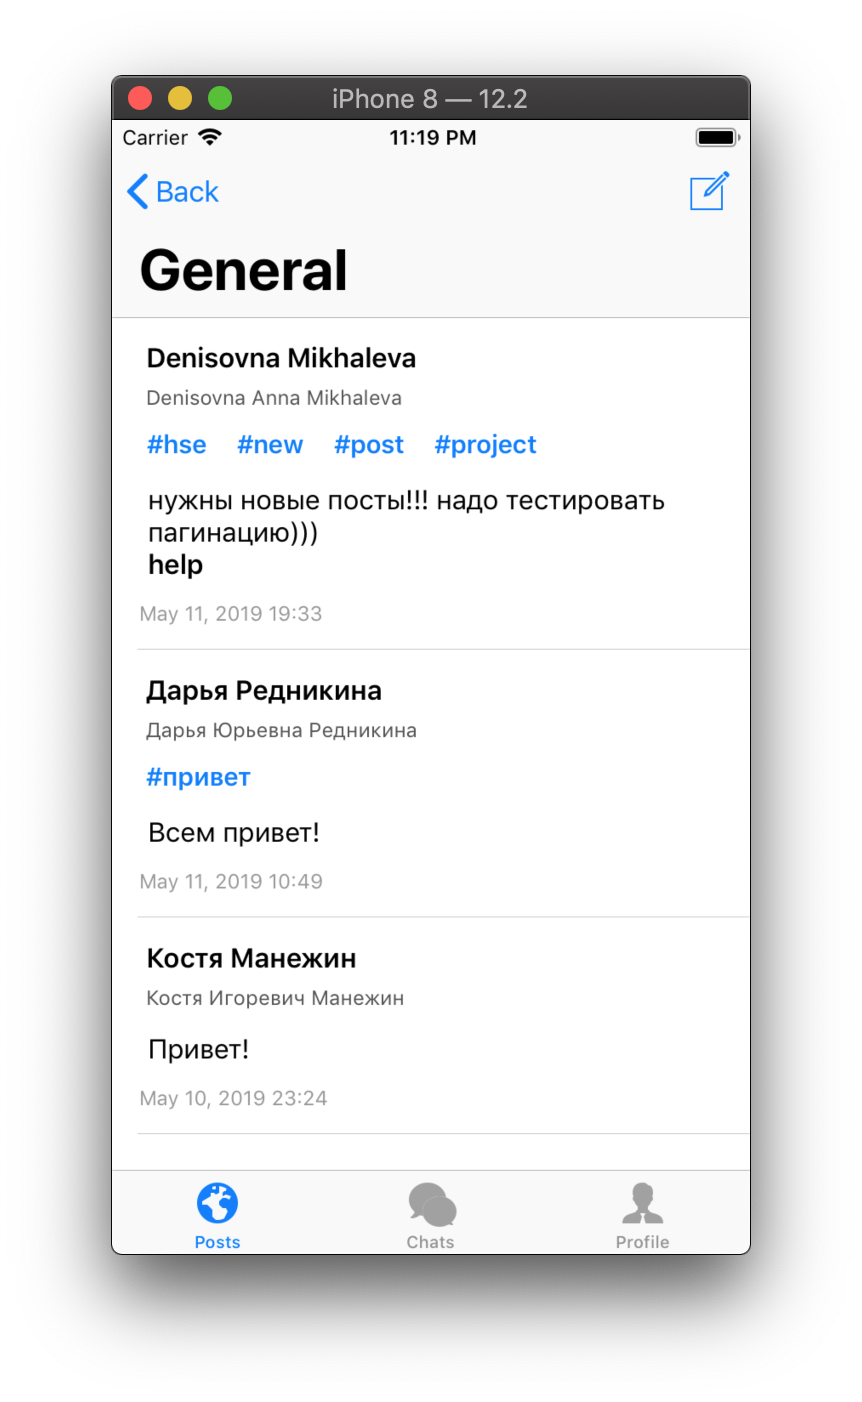 iPhone 8 — 12.2
Carrier 11:19 PM
Back
General
Denisovna Mikhaleva
Denisovna Anna Mikhaleva
#hse #new #post #project
нужны новые посты!!! надо тестировать
пагинацию)))
help
May 11, 2019 19:33
Дарья Редникина
Дарья Юрьевна Редникина
#привет
Всем привет!
May 11, 2019 10:49
Костя Манежин
Костя Игоревич Манежин
Привет!
May 10, 2019 23:24
Posts Chats Profile